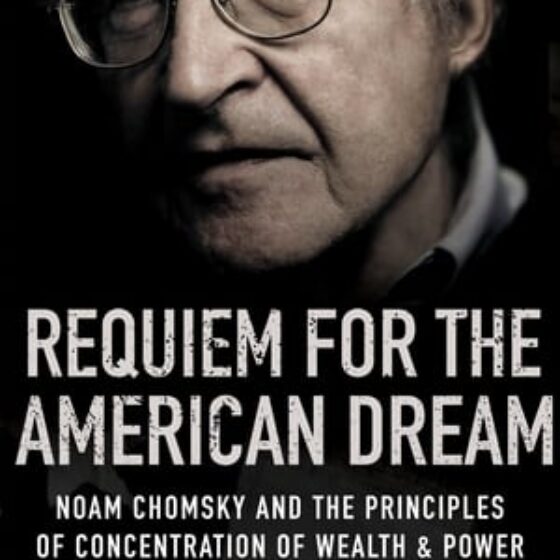 REQUIEM FOR THE
AMERICAN DREAM
NOAM CHOMSKY AND THE PRINCIPLES
OF CONCENTRATION OF WEALTH & POWER